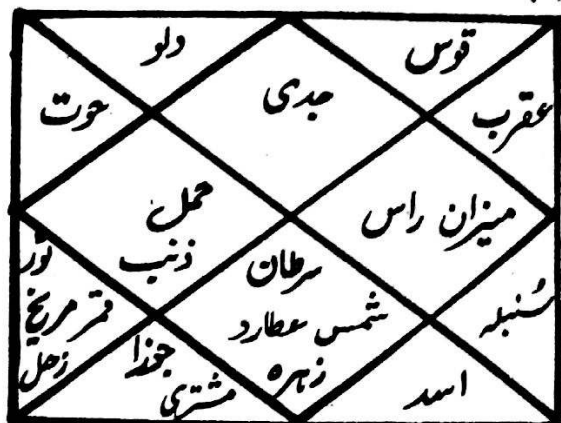 دلو
قوس
جدی
حوت
عقرب
حمل
ذنب
میزان راس
ثور
قمر مریخ
زحل
سرطان
شمس عطارد
زہرہ
سُنبلہ
جوزا
مشتری
اسد